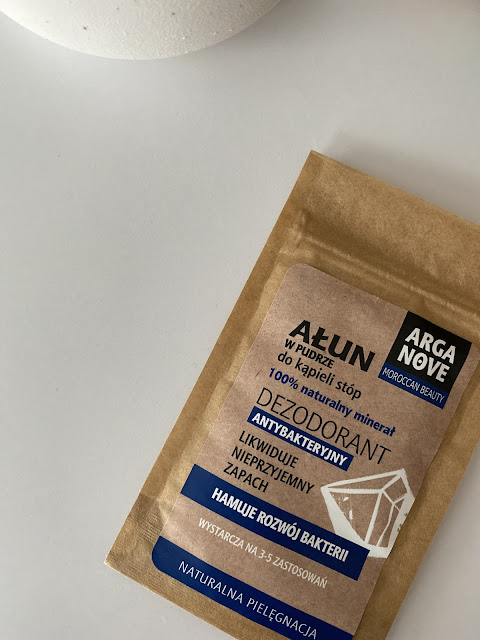 AŁUN
W PUDRZE
do kąpieli stóp
100% naturalny minerał
ARGA
NOVE
MOROCCAN BEAUTY
DEZODORANT
ANTYBAKTERYJNY
LIKWIDUJE
NIEPRZYJEMNY
ZAPACH
HAMUJE ROZWÓJ BAKTERII
WYSTARCZA NA 3-5 ZASTOSOWAŃ
NATURALNA PIELĘGNACJA